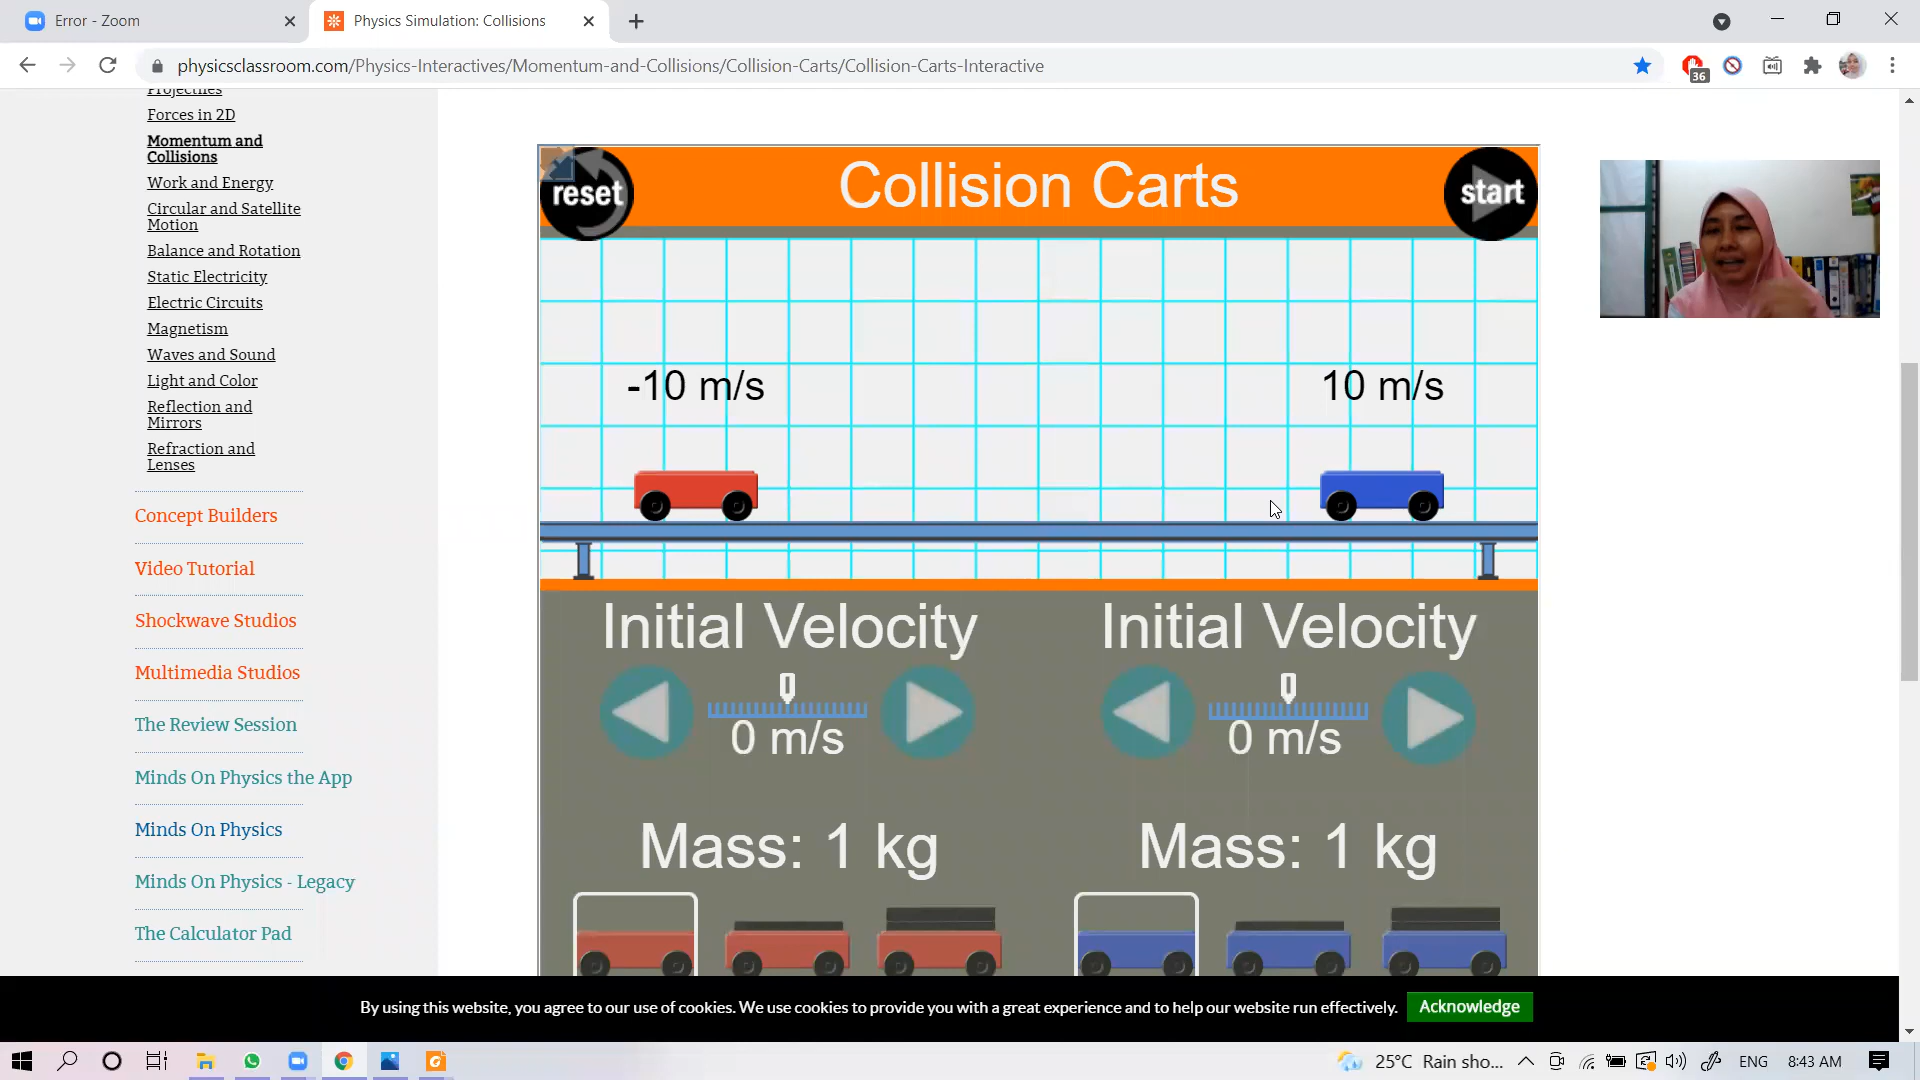 Error - Zoom
Physics Simulation: Collisions
physicsclassroom.com/Physics-Interactives/Momentum-and-Collisions/Collision-Carts/Collision-Carts-Interactive
36
Projectiles
Forces in 2D
Momentum and
Collisions
Work and Energy
Circular and Satellite
Motion
Balance and Rotation
Static Electricity
Electric Circuits
Magnetism
Waves and Sound
Light and Color
Reflection and
Mirrors
Refraction and
Lenses
Concept Builders
Video Tutorial
Shockwave Studios
Multimedia Studios
The Review Session
Minds On Physics the App
Minds On Physics
Minds On Physics - Legacy
The Calculator Pad
reset
Collision Carts
start
-10 m/s
10 m/s
Initial Velocity
Initial Velocity
0 m/s
0 m/s
Mass: 1 kg
Mass: 1 kg
By using this website, you agree to our use of cookies. We use cookies to provide you with a great experience and to help our website run effectively.
Acknowledge
25°C Rain sho...
ENG
8:43 AM